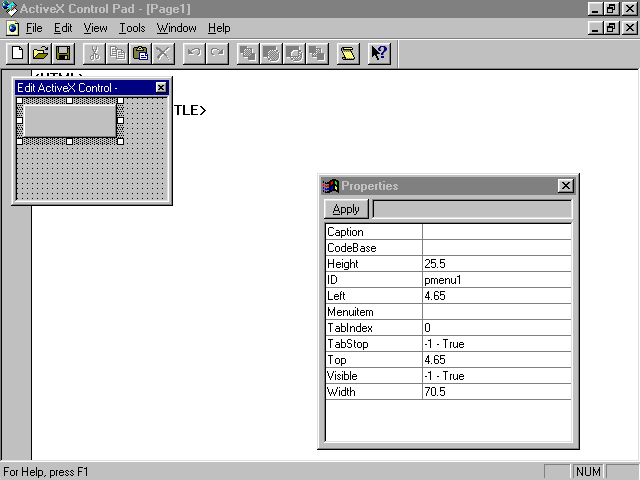 ActiveX Control Pad - [Page1]
File Edit View Tools Window Help
<HTML>
Edit ActiveX Control -
TLE>
Properties
Apply
Caption
CodeBase
Height 25.5
ID pmenu1
Left 4.65
Menuitem
TabIndex 0
TabStop -1 - True
Top 4.65
Visible -1 - True
Width 70.5
For Help, press F1 NUM